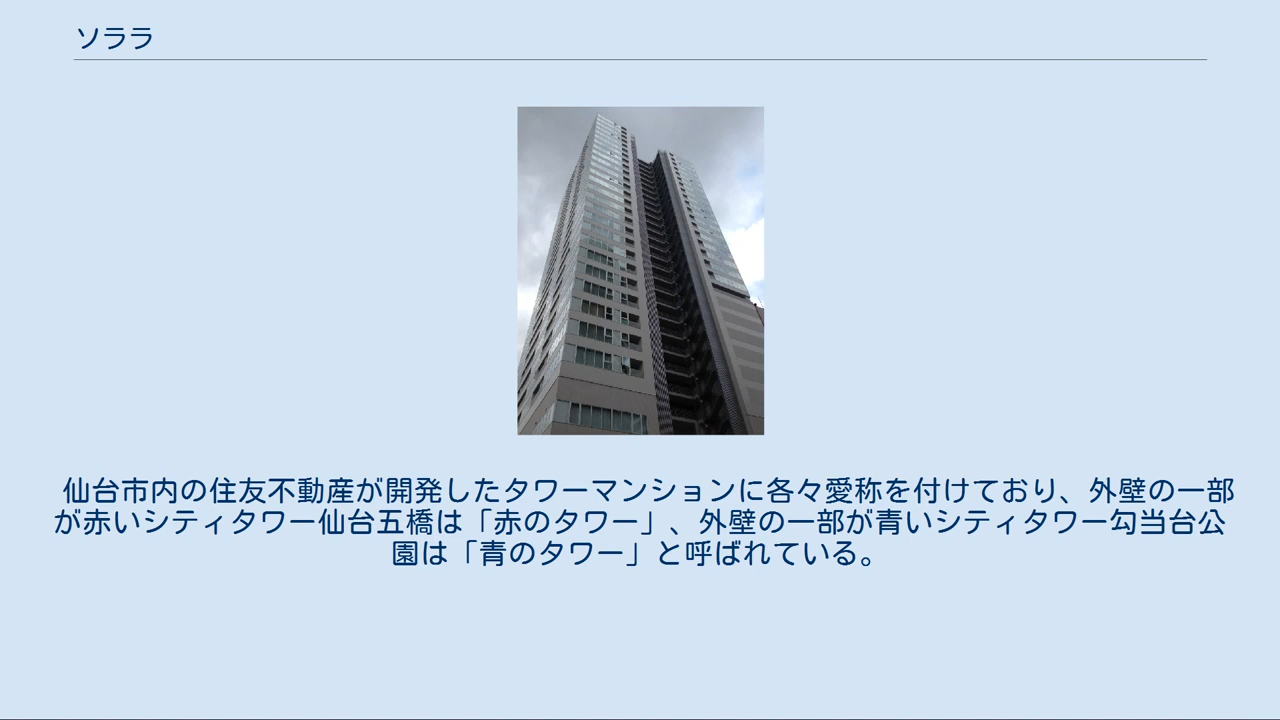 ソララ
仙台市内の住友不動産が開発したタワーマンションに各々愛称を付けており、外壁の一部
が赤いシティタワー仙台五橋は「赤のタワー」、外壁の一部が青いシティタワー勾当台公
園は「青のタワー」と呼ばれている。